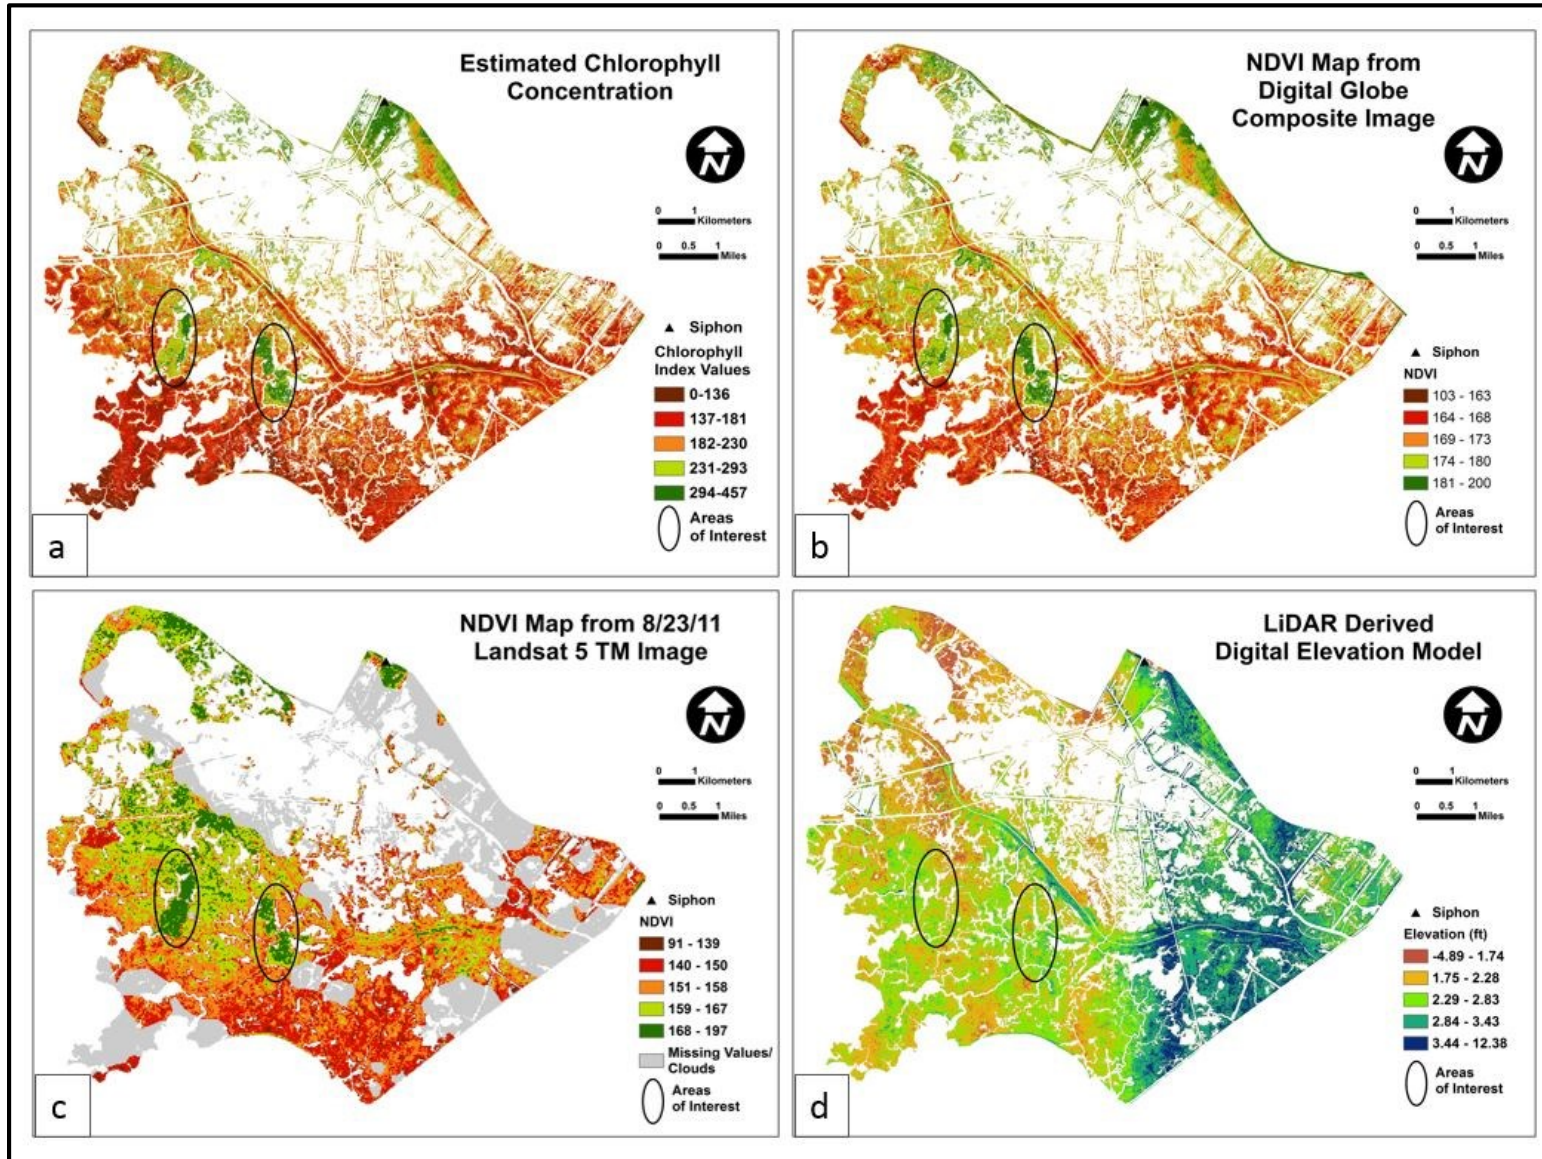 Estimated Chlorophyll
Concentration
N
0 1
Kilometers
0 0.5 1
Miles
Siphon
Chlorophyll
Index Values
0-136
137-181
182-230
231-293
294-457
Areas
of Interest
a
NDVI Map from
Digital Globe
Composite Image
N
0 1
Kilometers
0 0.5 1
Miles
Siphon
NDVI
103 - 163
164 - 168
169 - 173
174 - 180
181 - 200
Areas
of Interest
b
NDVI Map from 8/23/11
Landsat 5 TM Image
N
0 1
Kilometers
0 0.5 1
Miles
Siphon
NDVI
91 - 139
140 - 150
151 - 158
159 - 167
168 - 197
Missing Values/
Clouds
Areas
of Interest
c
LiDAR Derived
Digital Elevation Model
N
0 1
Kilometers
0 0.5 1
Miles
Siphon
Elevation (ft)
-4.89 - 1.74
1.75 - 2.28
2.29 - 2.83
2.84 - 3.43
3.44 - 12.38
Areas
of Interest
d